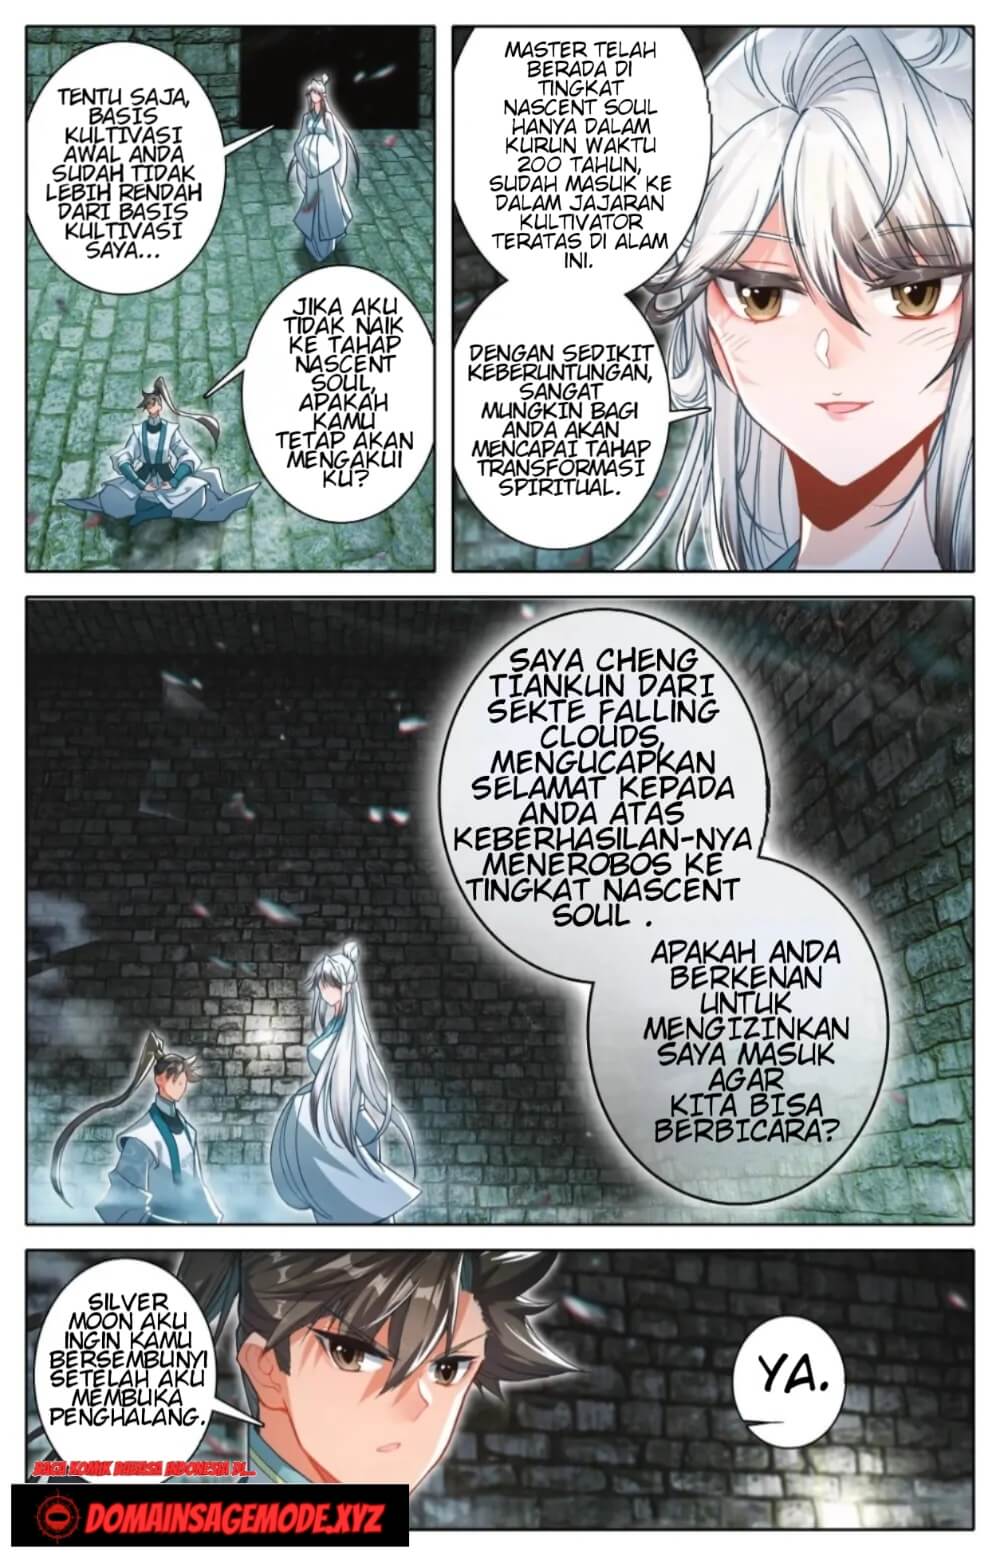 TENTU SAJA,
BASIS
KULTIVASI
AWAL ANDA
SUDAH TIDAK
LEBIH RENDAH
DARI BASIS
KULTIVASI
SAYA...
JIKA AKU
TIDAK NAIK
KE TAHAP
NASCENT
SOUL,
APAKAH
KAMU
TETAP AKAN
MENGAKUI
KU?
MASTER TELAH
BERADA DI
TINGKAT
NASCENT SOUL
HANYA DALAM
KURUN WAKTU
200 TAHUN,
SUDAH MASUK KE
DALAM JAJARAN
KULTIVATOR
TERATAS DI ALAM
INI.
DENGAN SEDIKIT
KEBERUNTUNGAN,
SANGAT
MUNGKIN BAGI
ANDA AKAN
MENCAPAI TAHAP
TRANSFORMASI
SPIRITUAL.
SAYA CHENG
TIANKUN DARI
SEKTE FALLING
CLOUDS,
MENGUCAPKAN
SELAMAT KEPADA
ANDA ATAS
KEBERHASILAN-NYA
MENEROBOS KE
TINGKAT NASCENT
SOUL .
APAKAH ANDA
BERKENAN
UNTUK
MENGIZINKAN
SAYA MASUK
AGAR
KITA BISA
BERBICARA?
SILVER
MOON AKU
INGIN KAMU
BERSEMBUNYI
SETELAH AKU
MEMBUKA
PENGHALANG.
YA.
BACA KOMIK BAHASA INDONESIA DI...
DOMAINSAGEMODE.XYZ